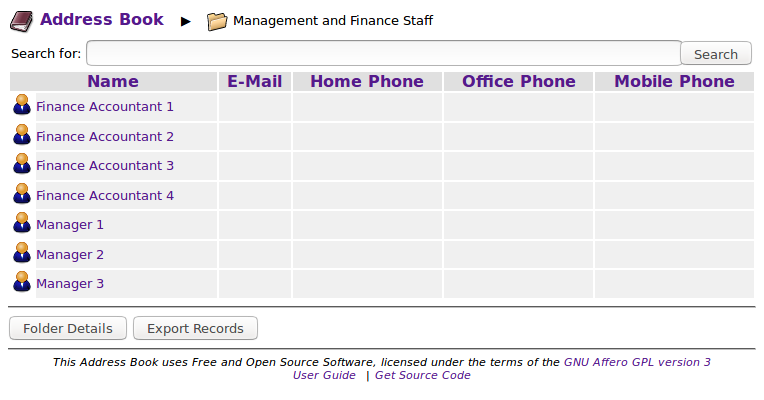 Address Book ▶ Management and Finance Staff
Search for: Search
Name E-Mail Home Phone Office Phone Mobile Phone
Finance Accountant 1
Finance Accountant 2
Finance Accountant 3
Finance Accountant 4
Manager 1
Manager 2
Manager 3
Folder Details Export Records
This Address Book uses Free and Open Source Software, licensed under the terms of the GNU Affero GPL version 3
User Guide | Get Source Code